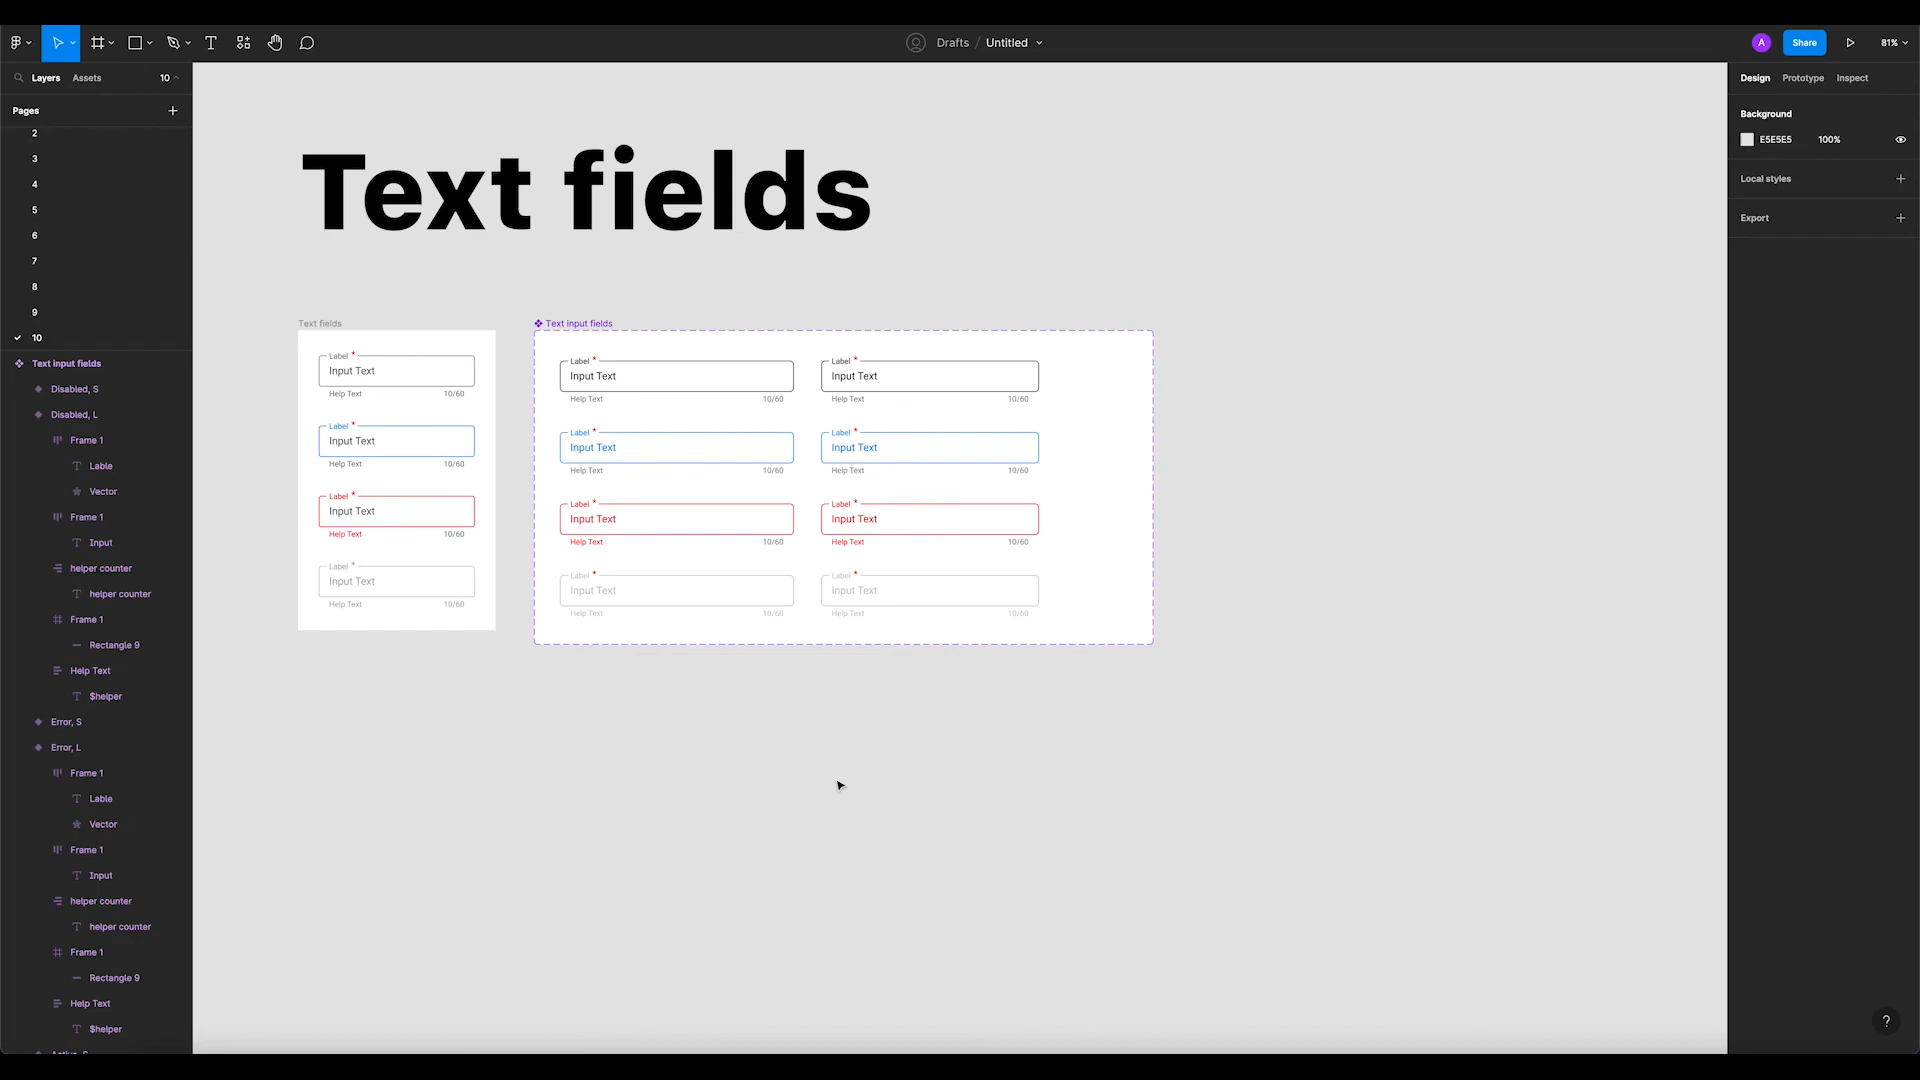 Drafts / Untitled
A
Share
81%
Layers
Assets
10
Pages
2
3
4
5
6
7
8
9
10
Text input fields
Disabled, S
Disabled, L
Frame 1
Lable
Vector
Frame 1
Input
helper counter
helper counter
Frame 1
Rectangle 9
Help Text
$helper
Error, S
Error, L
Frame 1
Lable
Vector
Frame 1
Input
helper counter
helper counter
Frame 1
Rectangle 9
Help Text
$helper
Text fields
Text fields
Label *
Input Text
Help Text 10/60
Label *
Input Text
Help Text 10/60
Label *
Input Text
Help Text 10/60
Label *
Input Text
Help Text 10/60
Text input fields
Label * Label *
Input Text Input Text
Help Text 10/60 Help Text 10/60
Label * Label *
Input Text Input Text
Help Text 10/60 Help Text 10/60
Label * Label *
Input Text Input Text
Help Text 10/60 Help Text 10/60
Label * Label *
Input Text Input Text
Help Text 10/60 Help Text 10/60
Design Prototype Inspect
Background
E5E5E5 100%
Local styles
Export
?